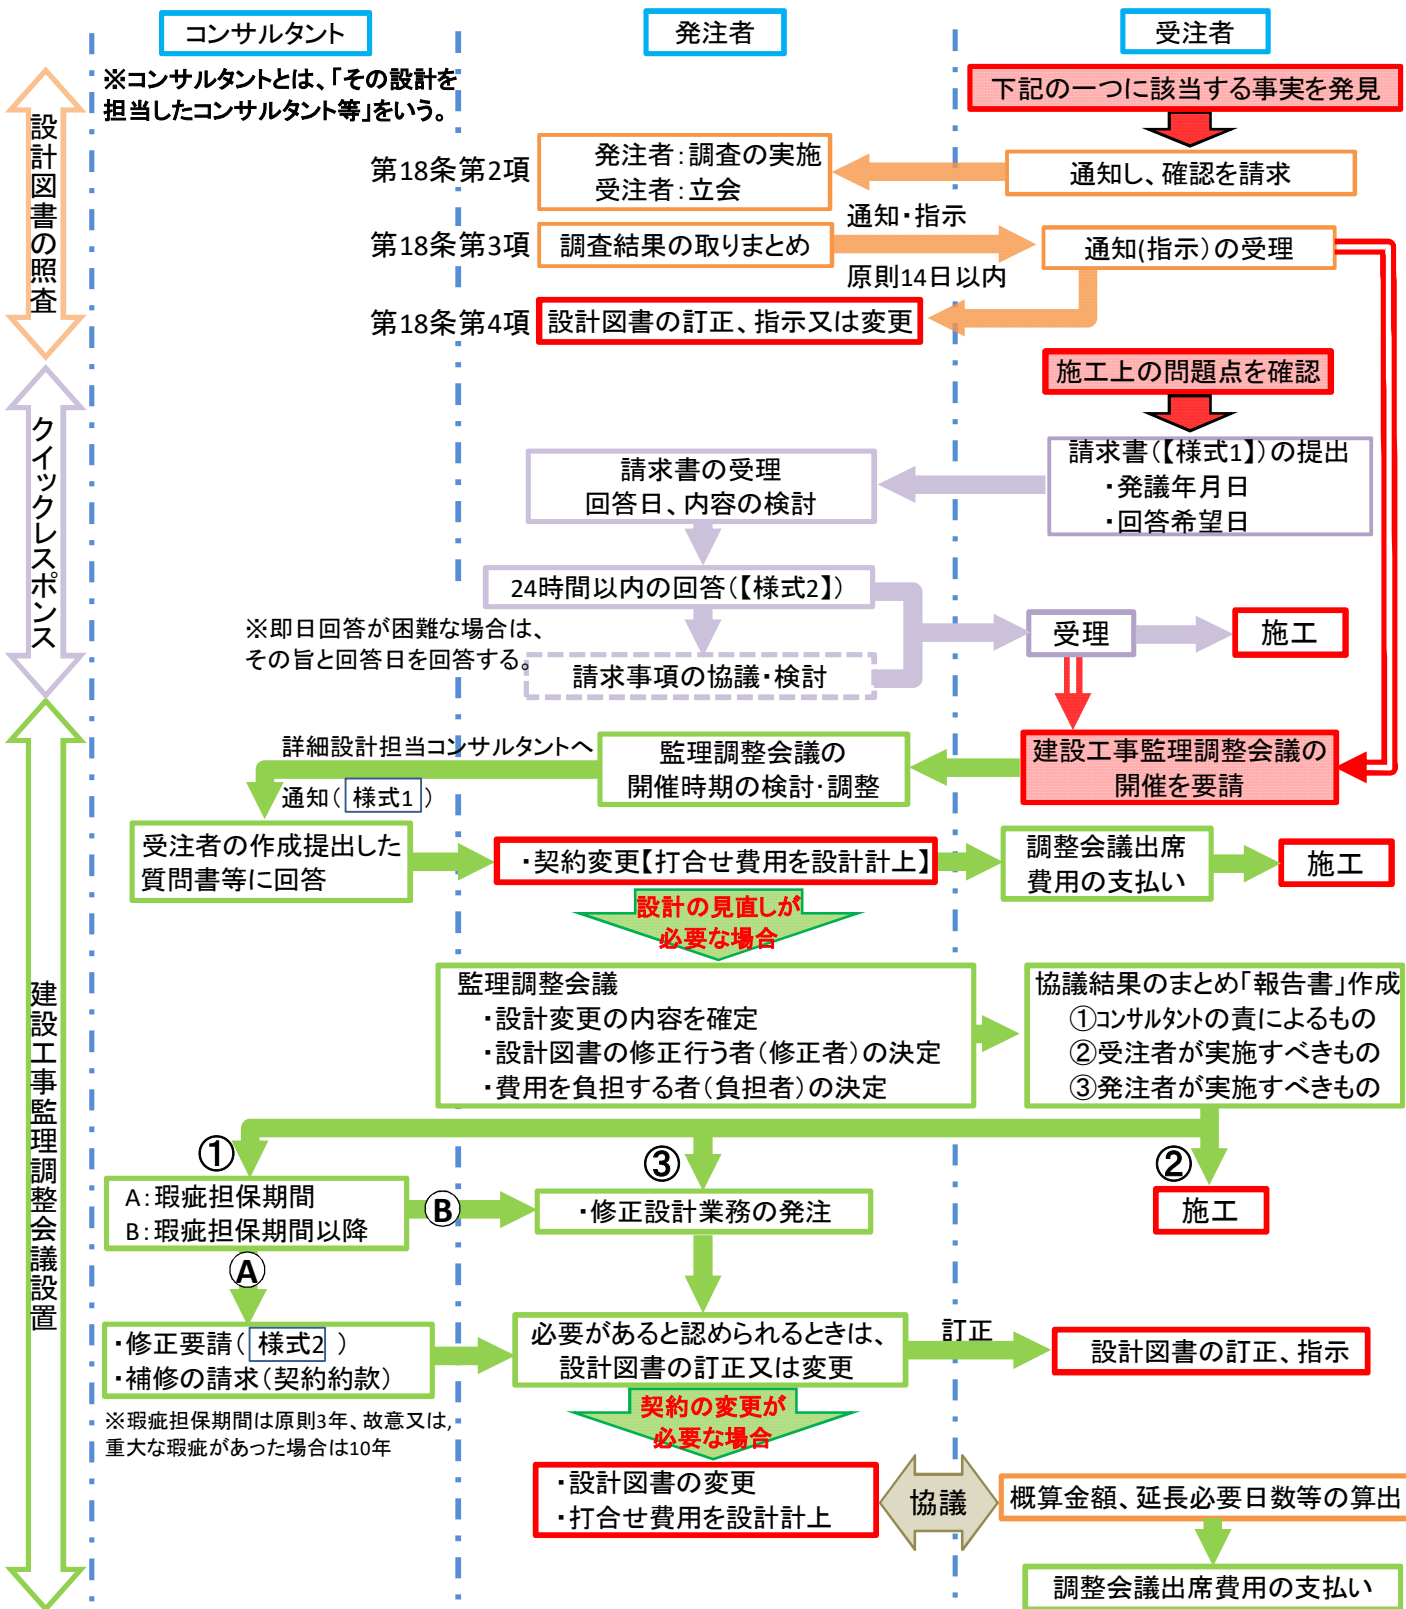 コンサルタント
発注者
受注者
※コンサルタントとは、「その設計を
担当したコンサルタント等」をいう。
下記の一つに該当する事実を発見
設計図書の照査
第18条第2項
発注者:調査の実施
受注者:立会
通知し、確認を請求
通知・指示
第18条第3項
調査結果の取りまとめ
通知(指示)の受理
原則14日以内
第18条第4項
設計図書の訂正、指示又は変更
施工上の問題点を確認
クイックレスポンス
請求書(【様式1】)の提出
・発議年月日
・回答希望日
請求書の受理
回答日、内容の検討
24時間以内の回答(【様式2】)
※即日回答が困難な場合は、
その旨と回答日を回答する。
請求事項の協議・検討
受理
施工
建設工事監理調整会議設置
詳細設計担当コンサルタントへ
通知( 様式1 )
監理調整会議の
開催時期の検討・調整
建設工事監理調整会議の
開催を要請
受注者の作成提出した
質問書等に回答
・契約変更【打合せ費用を設計計上】
調整会議出席
費用の支払い
施工
設計の見直しが
必要な場合
監理調整会議
・設計変更の内容を確定
・設計図書の修正行う者(修正者)の決定
・費用を負担する者(負担者)の決定
協議結果のまとめ「報告書」作成
①コンサルタントの責によるもの
②受注者が実施すべきもの
③発注者が実施すべきもの
①
③
②
A:瑕疵担保期間
B:瑕疵担保期間以降
B
・修正設計業務の発注
施工
A
・修正要請( 様式2 )
・補修の請求(契約約款)
必要があると認められるときは、
設計図書の訂正又は変更
訂正
設計図書の訂正、指示
※瑕疵担保期間は原則3年、故意又は,
重大な瑕疵があった場合は10年
契約の変更が
必要な場合
・設計図書の変更
・打合せ費用を設計計上
協議
概算金額、延長必要日数等の算出
調整会議出席費用の支払い